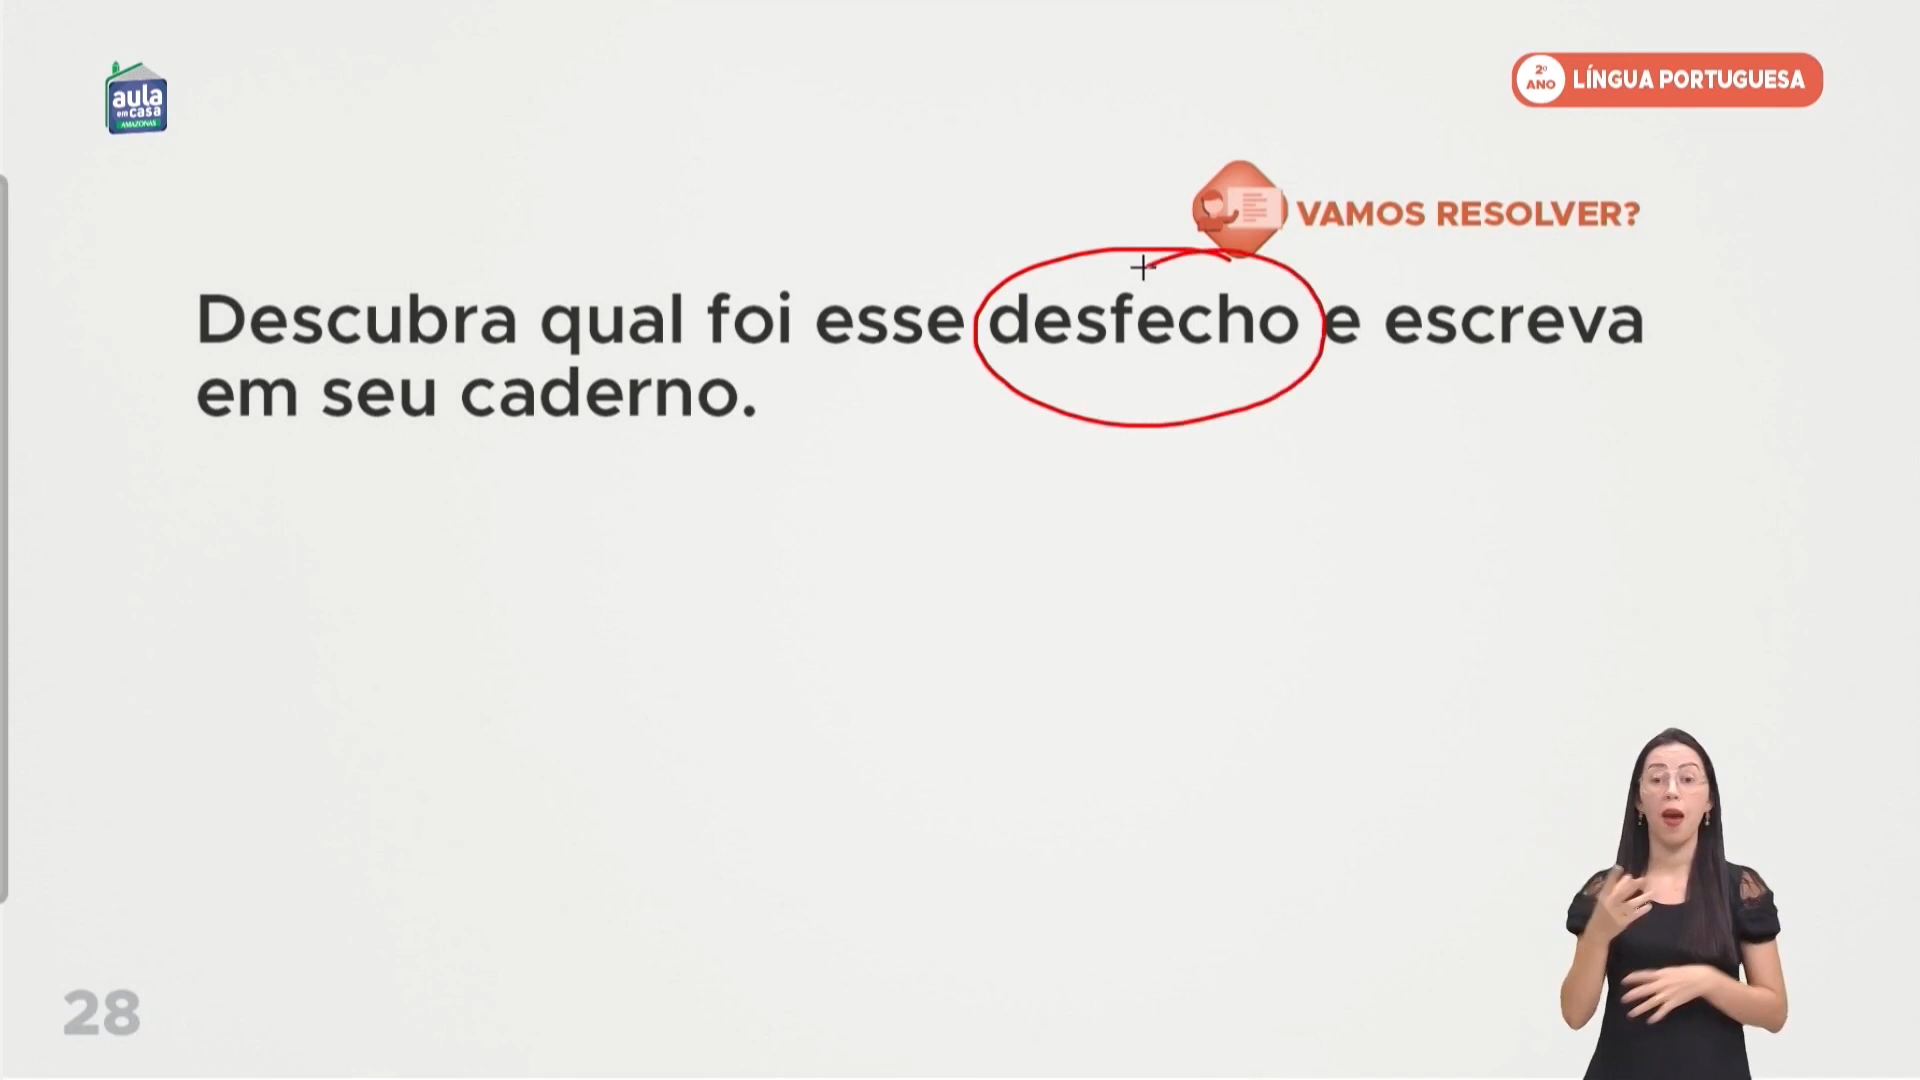 aula
em casa
AMAZONAS
2º
ANO
LÍNGUA PORTUGUESA
VAMOS RESOLVER?
Descubra qual foi esse desfecho e escreva
em seu caderno.
28